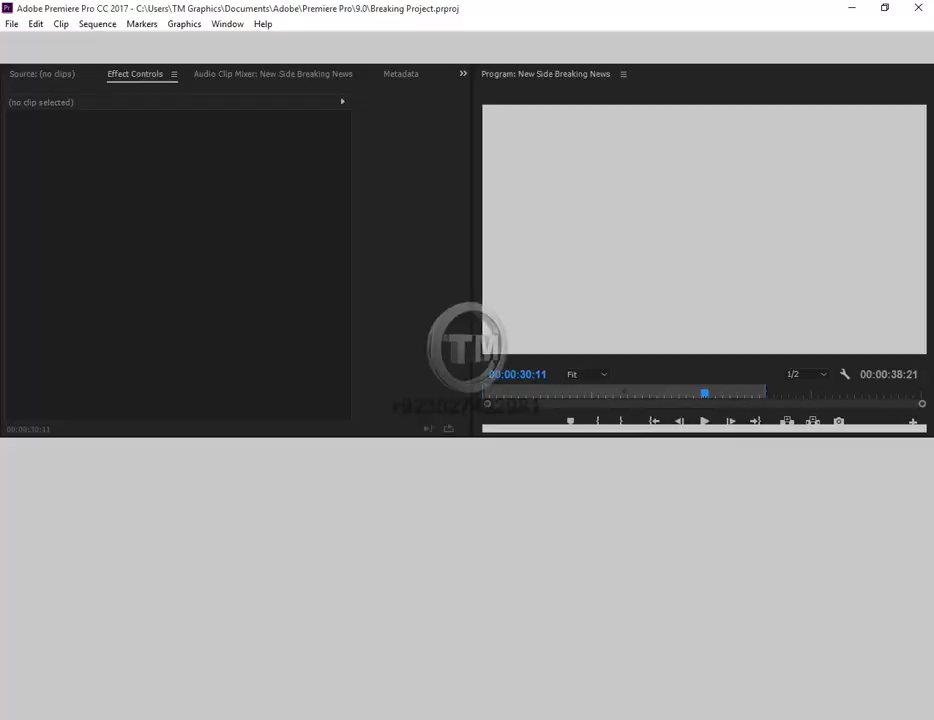 Adobe Premiere Pro CC 2017 - C:\Users\TM Graphics\Documents\Adobe\Premiere Pro\9.0\Breaking Project.prproj
File Edit Clip Sequence Markers Graphics Window Help
Source: (no clips) Effect Controls Audio Clip Mixer: New Side Breaking News Metadata Program: New Side Breaking News
(no clip selected)
TM
00:00:30:11 Fit 1/2 00:00:38:21
00:00:30:11